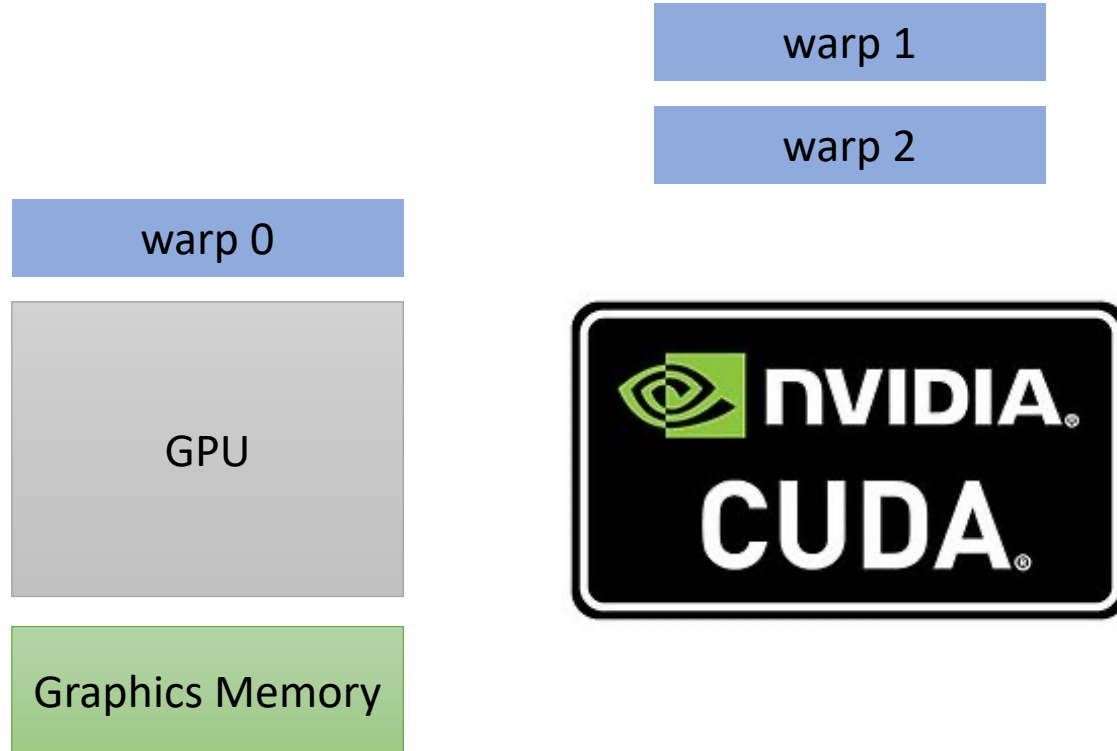 warp 1
warp 2
warp 0
GPU
nVIDIA®
CUDA®
Graphics Memory